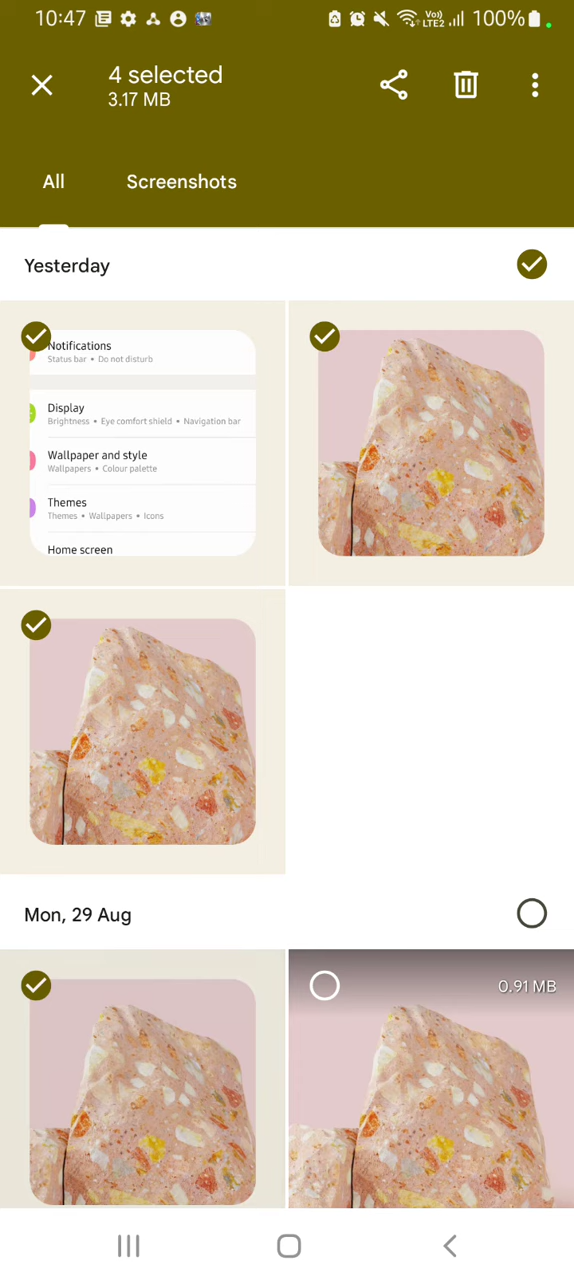 10:47
Vo))
LTE2
100%
4 selected
3.17 MB
All
Screenshots
Yesterday
Notifications
Status bar • Do not disturb
Display
Brightness • Eye comfort shield • Navigation bar
Wallpaper and style
Wallpapers • Colour palette
Themes
Themes • Wallpapers • Icons
Home screen
Mon, 29 Aug
0.91 MB